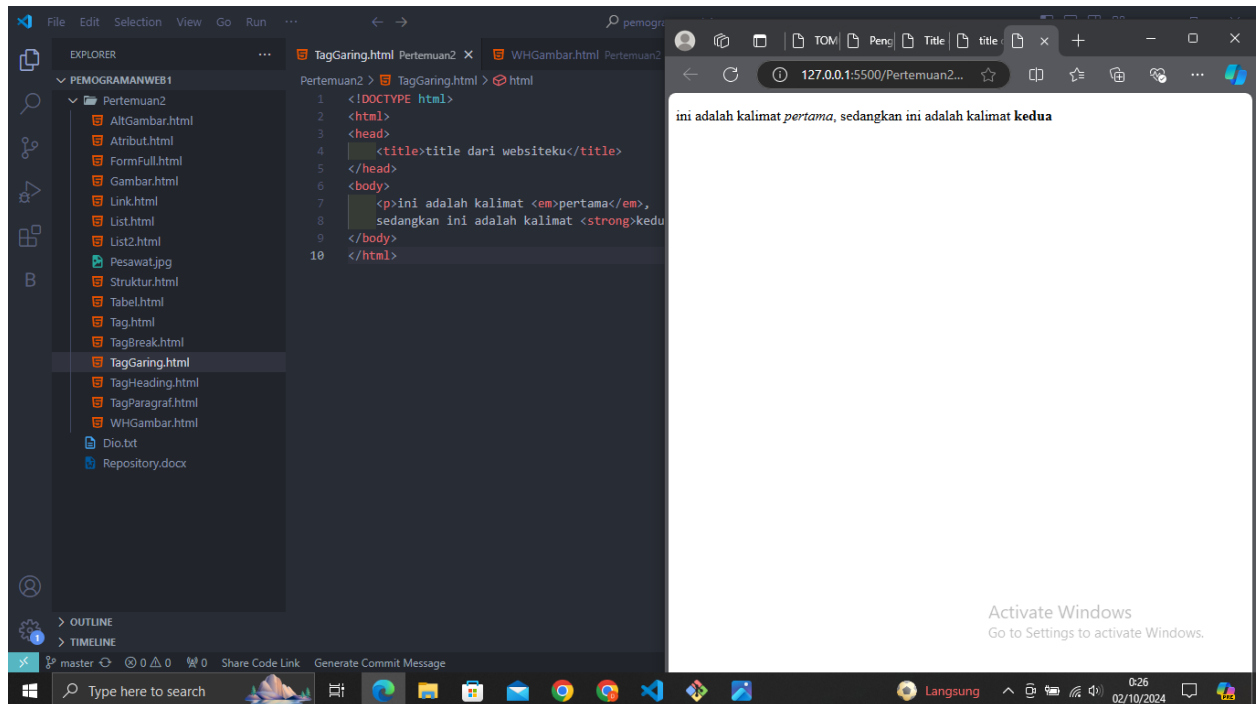 File Edit Selection View Go Run ··· pemogra
EXPLORER ···
PEMOGRAMANWEB1
Pertemuan2
AltGambar.html
Atribut.html
FormFull.html
Gambar.html
Link.html
List.html
List2.html
Pesawat.jpg
Struktur.html
Tabel.html
Tag.html
TagBreak.html
TagGaring.html
TagHeading.html
TagParagraf.html
WHGambar.html
Dio.txt
Repository.docx
OUTLINE
TIMELINE
TagGaring.html Pertemuan2 WHGambar.html Pertemuan2
Pertemuan2 > TagGaring.html > html
1 <!DOCTYPE html>
2 <html>
3 <head>
4 <title>title dari websiteku</title>
5 </head>
6 <body>
7 <p>ini adalah kalimat <em>pertama</em>,
8 sedangkan ini adalah kalimat <strong>kedu
9 </body>
10 </html>
TOM Peng Title title
127.0.0.1:5500/Pertemuan2...
ini adalah kalimat pertama, sedangkan ini adalah kalimat kedua
Activate Windows
Go to Settings to activate Windows.
master 0 0 0 Share Code Link Generate Commit Message
Type here to search
Langsung
0:26
02/10/2024